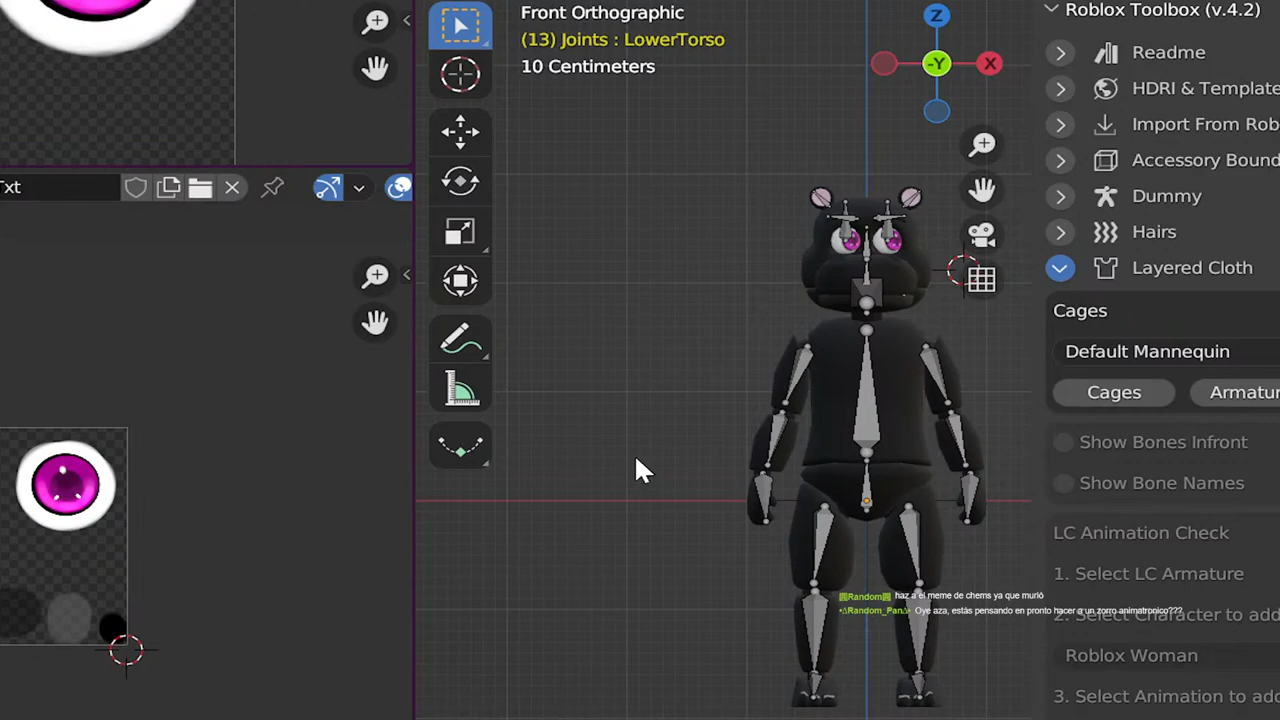 Front Orthographic
(13) Joints : LowerTorso
10 Centimeters
Z
-Y
X
Txt
Roblox Toolbox (v.4.2)
Readme
HDRI & Template
Import From Rob
Accessory Bound
Dummy
Hairs
Layered Cloth
Cages
Default Mannequin
Cages
Armatur
Show Bones Infront
Show Bone Names
LC Animation Check
1. Select LC Armature
2. Select Character to add
Roblox Woman
3. Select Animation to add
haz a el meme de chems ya que murió
•∆Random_Pan∆• Oye aza, estás pensando en pronto hacer a un zorro animatronico???